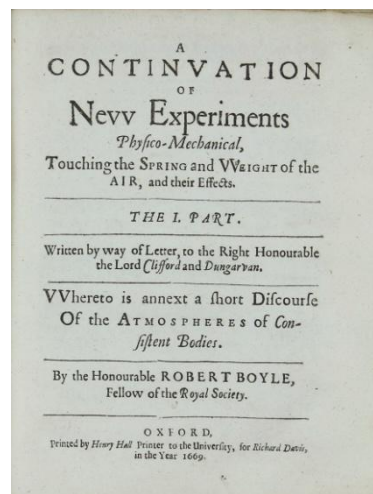 A
CONTINVATION
OF
Nevv Experiments
Phyſico-Mechanical,
Touching the SPRING and VVEIGHT of the
AIR, and their Effects.
THE I. PART.
Written by way of Letter, to the Right Honourable
the Lord Clifford and Dungarvan.
VVhereto is annext a ſhort Diſcourſe
Of the ATMOSPHERES of Con-
ſiſtent Bodies.
By the Honourable ROBERT BOYLE,
Fellow of the Royal Society.
OXFORD,
Printed by Henry Hall Printer to the Univerſity, for Richard Davis,
in the Year 1669.